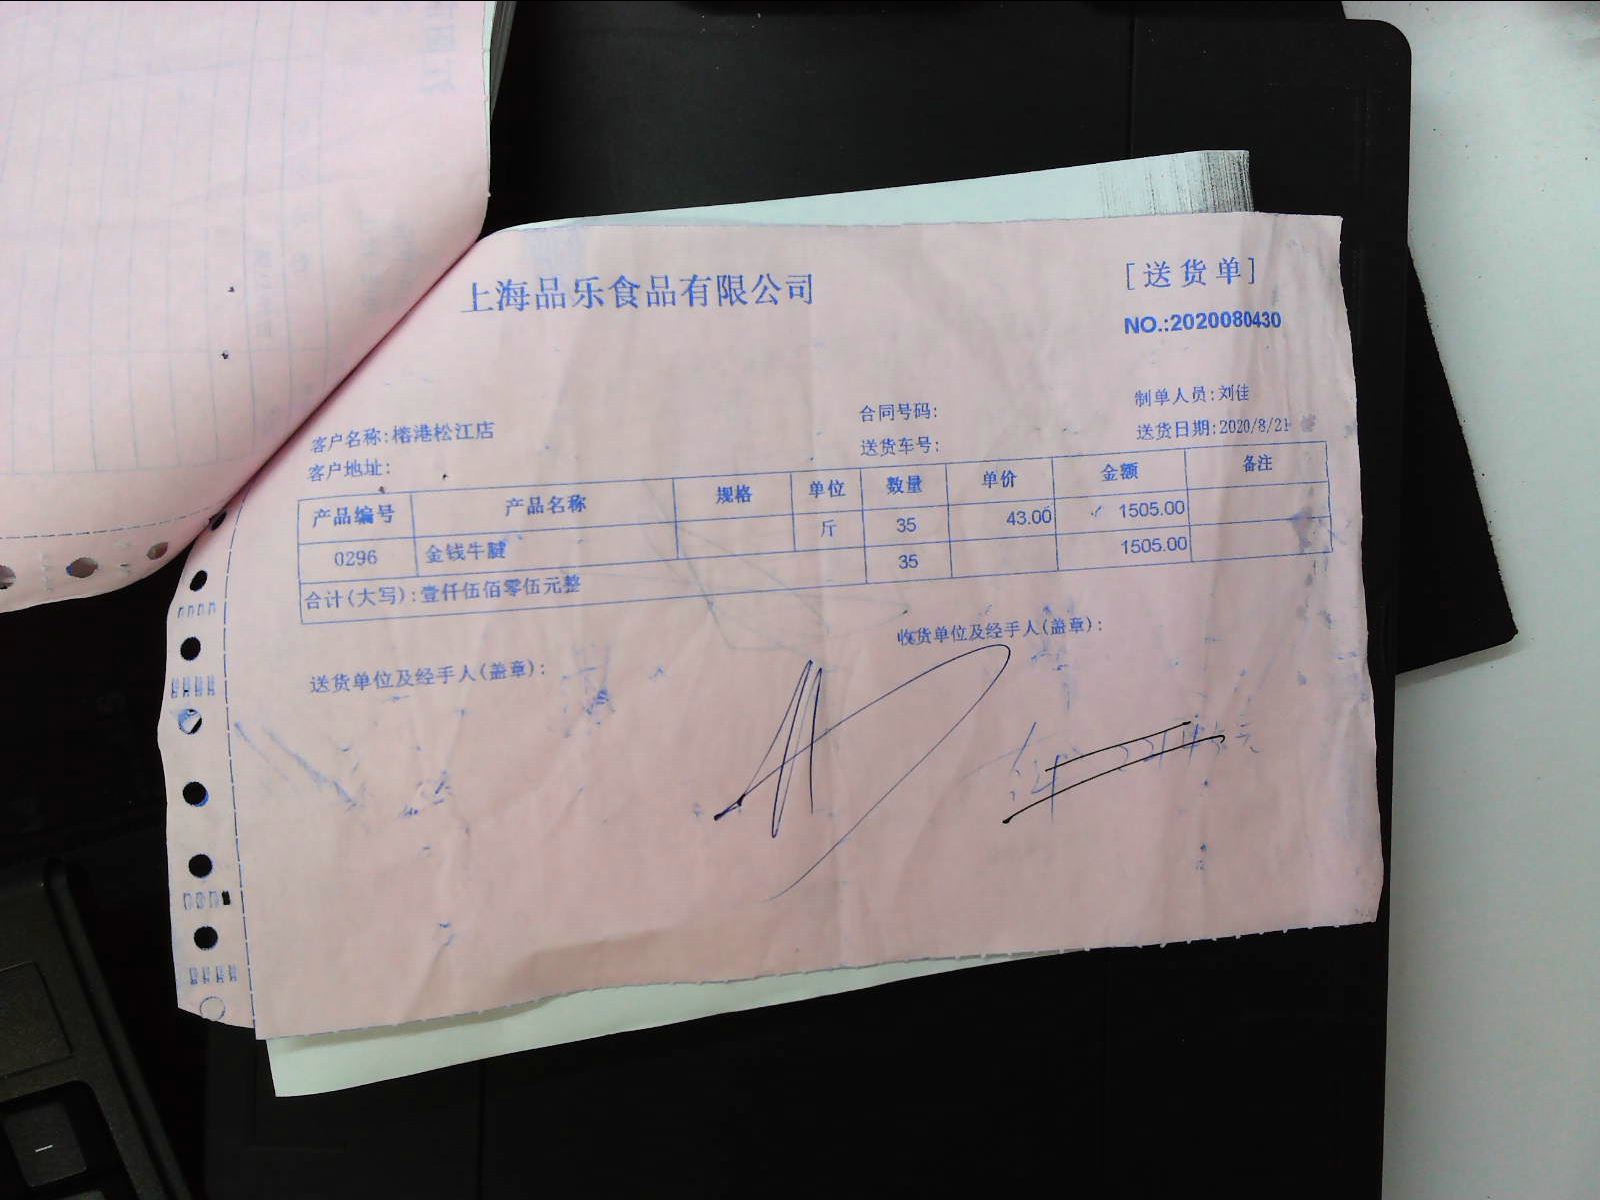 上海品乐食品有限公司
[送货单]
NO.:2020080430
客户名称:榕港松江店
合同号码:
制单人员:刘佳
客户地址:
送货车号:
送货日期:2020/8/21
产品编号 产品名称 规格 单位 数量 单价 金额 备注
0296 金钱牛腱 斤 35 43.00 1505.00
合计(大写):壹仟伍佰零伍元整 35 1505.00
送货单位及经手人(盖章):
收货单位及经手人(盖章):